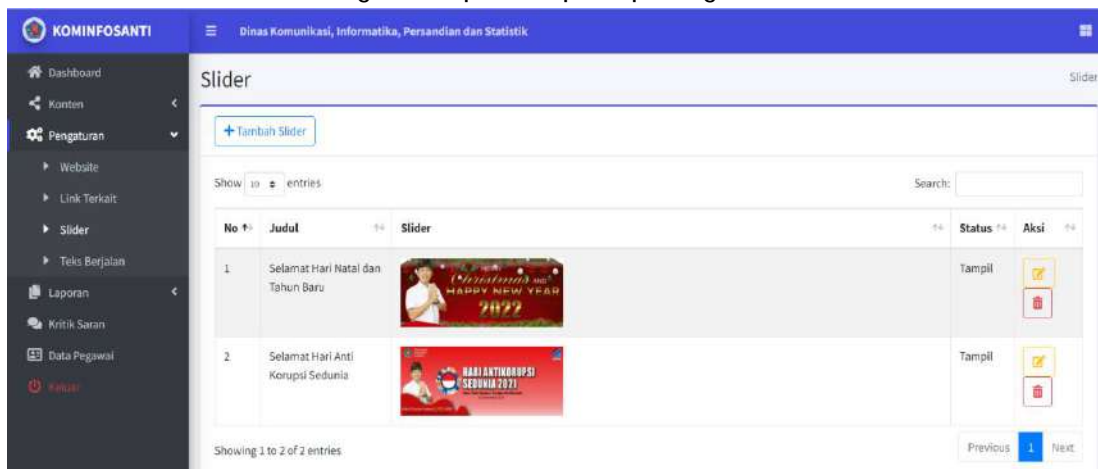 KOMINFOSANTI
Dinas Komunikasi, Informatika, Persandian dan Statistik
Dashboard
Konten
Pengaturan
Website
Link Terkait
Slider
Teks Berjalan
Laporan
Kritik Saran
Data Pegawai
Keluar
Slider
Slider
Tambah Slider
Show 10 entries
Search:
No Judul Slider Status Aksi
1 Selamat Hari Natal dan Tahun Baru Tampil
Christmas AND
HAPPY NEW YEAR
2022
2 Selamat Hari Anti Korupsi Sedunia Tampil
HARI ANTIKORUPSI
SEDUNIA 2021
Showing 1 to 2 of 2 entries
Previous 1 Next